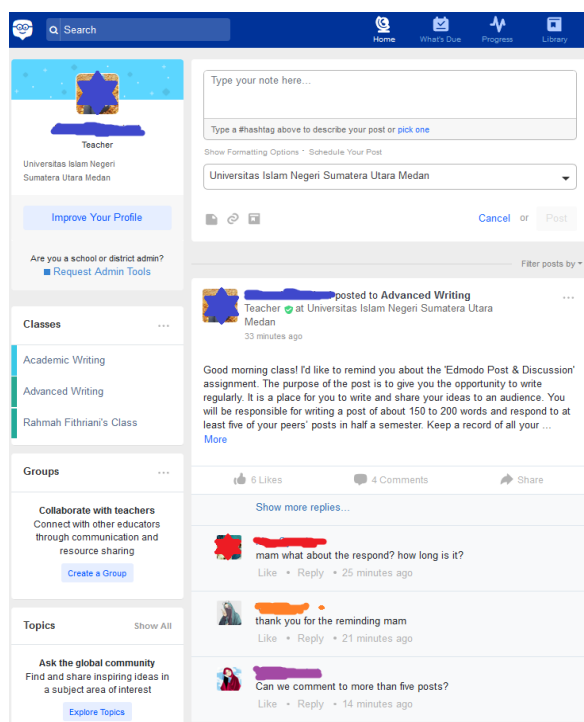 Search
Home
What's Due
Progress
Library
Teacher
Universitas Islam Negeri
Sumatera Utara Medan
Improve Your Profile
Are you a school or district admin?
Request Admin Tools
Classes
Academic Writing
Advanced Writing
Rahmah Fithriani's Class
Groups
Collaborate with teachers
Connect with other educators
through communication and
resource sharing
Create a Group
Topics Show All
Ask the global community
Find and share inspiring ideas in
a subject area of interest
Explore Topics
Type your note here...
Type a #hashtag above to describe your post or pick one
Show Formatting Options · Schedule Your Post
Universitas Islam Negeri Sumatera Utara Medan
Cancel or Post
Filter posts by
posted to Advanced Writing
Teacher at Universitas Islam Negeri Sumatera Utara
Medan
33 minutes ago
Good morning class! I'd like to remind you about the 'Edmodo Post & Discussion'
assignment. The purpose of the post is to give you the opportunity to write
regularly. It is a place for you to write and share your ideas to an audience. You
will be responsible for writing a post of about 150 to 200 words and respond to at
least five of your peers' posts in half a semester. Keep a record of all your ...
More
6 Likes 4 Comments Share
Show more replies...
mam what about the respond? how long is it?
Like • Reply • 25 minutes ago
thank you for the reminding mam
Like • Reply • 21 minutes ago
Can we comment to more than five posts?
Like • Reply • 14 minutes ago